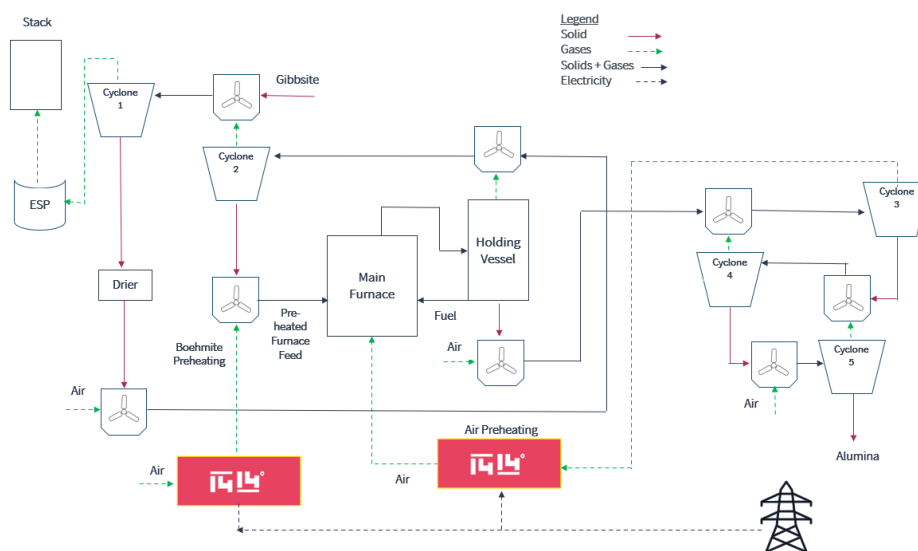 Stack
Legend
Solid
Gases
Solids + Gases
Electricity
Cyclone
1
Gibbsite
Cyclone
2
ESP
Holding
Vessel
Cyclone
3
Cyclone
4
Main
Furnace
Drier
Fuel
Pre-
heated
Furnace
Feed
Boehmite
Preheating
Air
Cyclone
5
Air
Air
Air Preheating
Alumina
Air
Air
1414°
1414°